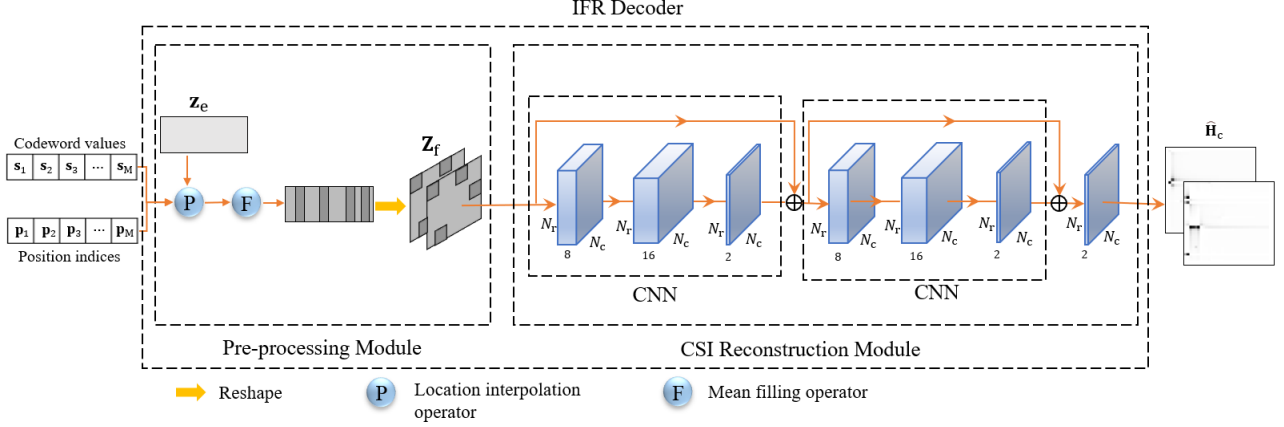 IFR Decoder
z_e
Codeword values
s_1 s_2 s_3 ... s_M
P
F
p_1 p_2 p_3 ... p_M
Position indices
Z_f
N_r N_c N_r N_c N_r N_c
8 16 2
CNN
N_r N_c N_r N_c N_r N_c N_c
8 16 2 2
CNN
Ĥ_c
Pre-processing Module
CSI Reconstruction Module
Reshape
P
Location interpolation
operator
F
Mean filling operator